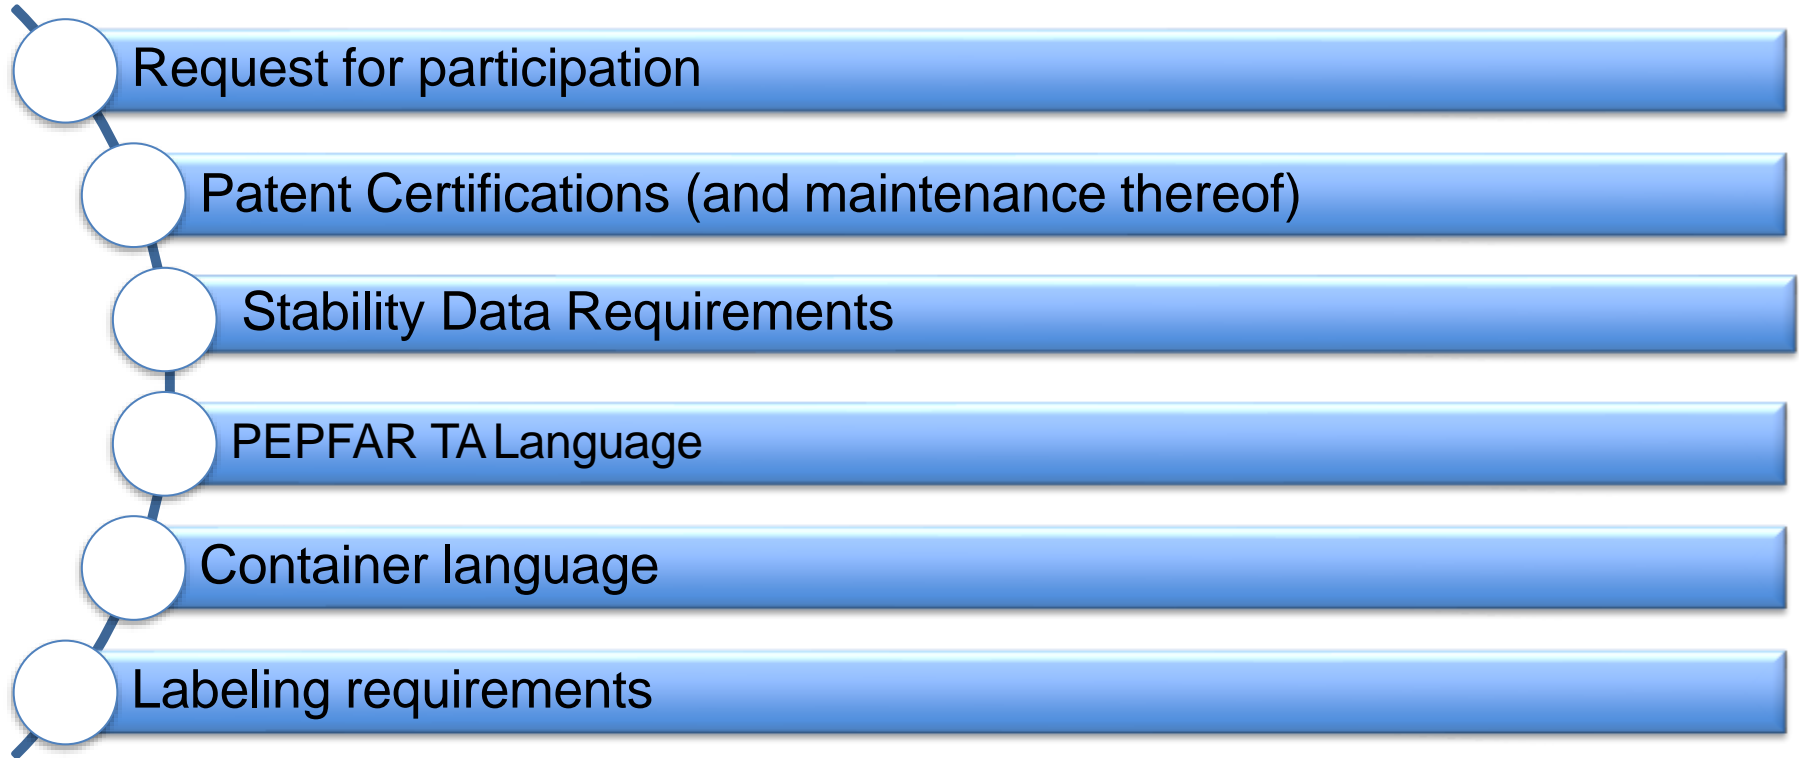 Request for participation
Patent Certifications (and maintenance thereof)
Stability Data Requirements
PEPFAR TA Language
Container language
Labeling requirements